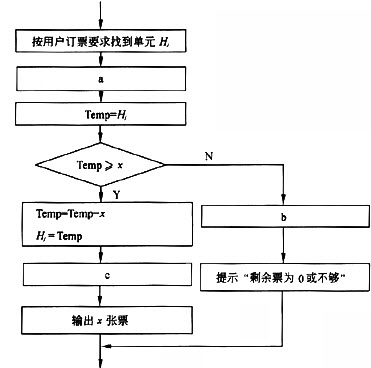 按用户订票要求找到单元 Hᵢ
a
Temp=Hᵢ
Temp⩾x
N
Y
Temp=Temp−x
Hᵢ=Temp
b
c
提示“剩余票为 0 或不够”
输出 x 张票